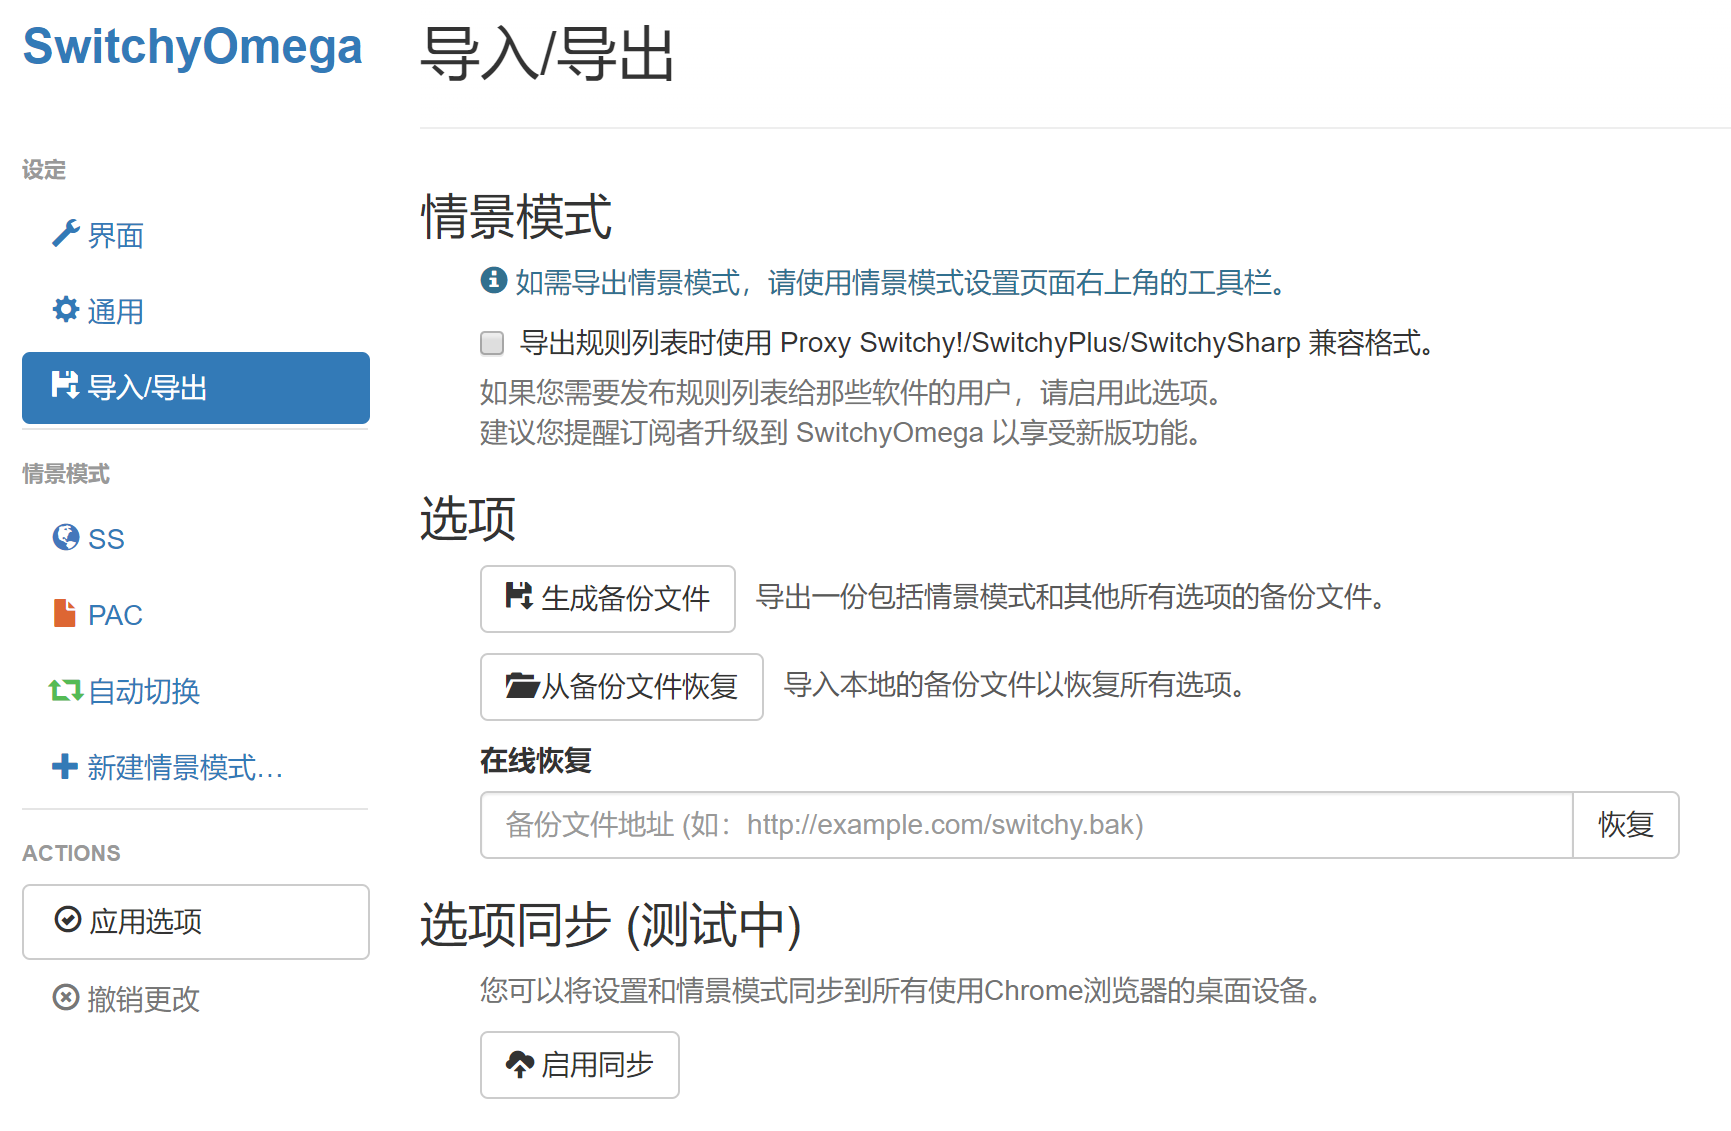 SwitchyOmega
设定
界面
通用
导入/导出
情景模式
SS
PAC
自动切换
新建情景模式…
ACTIONS
应用选项
撤销更改
导入/导出
情景模式
如需导出情景模式，请使用情景模式设置页面右上角的工具栏。
导出规则列表时使用 Proxy Switchy!/SwitchyPlus/SwitchySharp 兼容格式。
如果您需要发布规则列表给那些软件的用户，请启用此选项。
建议您提醒订阅者升级到 SwitchyOmega 以享受新版功能。
选项
生成备份文件 导出一份包括情景模式和其他所有选项的备份文件。
从备份文件恢复 导入本地的备份文件以恢复所有选项。
在线恢复
备份文件地址 (如：http://example.com/switchy.bak) 恢复
选项同步 (测试中)
您可以将设置和情景模式同步到所有使用Chrome浏览器的桌面设备。
启用同步